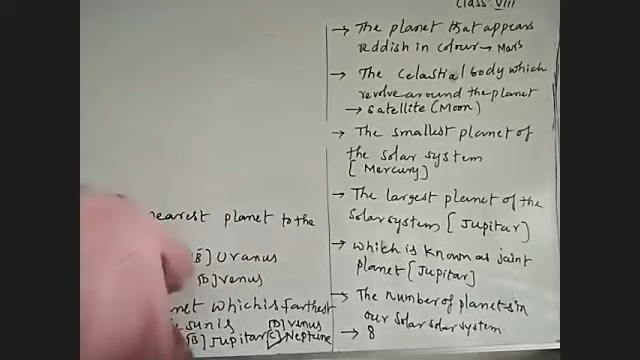 Class: VIII
→ The planet that appears
reddish in colour → Mars
→ The celastial body which
revolve around the planet
→ satellite (Moon)
→ The smallest planet of
the solar system
[Mercury]
→ The largest planet of the
Solar system [Jupitar]
→ which is known as joint
planet [Jupitar]
→ The number of planets in
our Solar solar system.
→ 8
nearest planet to the
[B] Uranus
[D] venus
net which is farthest
sun is [D] venus
[B] Jupitar [C] Neptune